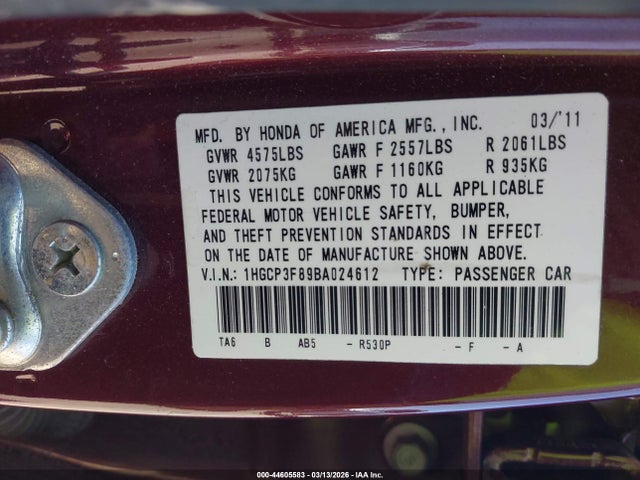 MFD. BY HONDA OF AMERICA MFG., INC. 03/'11
GVWR 4575LBS GAWR F 2557LBS R 2061LBS
GVWR 2075KG GAWR F 1160KG R 935KG
THIS VEHICLE CONFORMS TO ALL APPLICABLE
FEDERAL MOTOR VEHICLE SAFETY, BUMPER,
AND THEFT PREVENTION STANDARDS IN EFFECT
ON THE DATE OF MANUFACTURE SHOWN ABOVE.
V.I.N.: 1HGCP3F89BA024612 TYPE: PASSENGER CAR
TA6 B AB5 - R530P - F - A
000-44605583 - 03/13/2026 - IAA Inc.